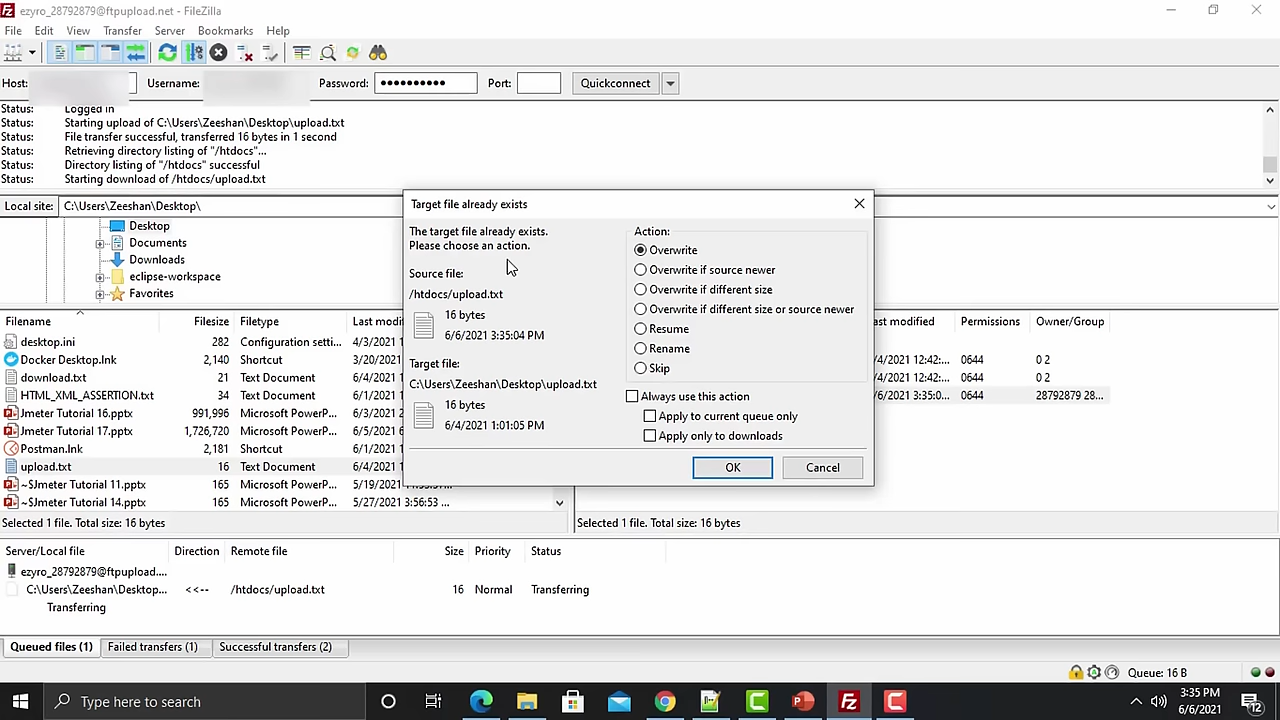 ezyro_28792879@ftpupload.net - FileZilla
File Edit View Transfer Server Bookmarks Help
Host: Username: Password: ●●●●●●●●●● Port: Quickconnect
Status: Logged in
Status: Starting upload of C:\Users\Zeeshan\Desktop\upload.txt
Status: File transfer successful, transferred 16 bytes in 1 second
Status: Retrieving directory listing of "/htdocs"...
Status: Directory listing of "/htdocs" successful
Status: Starting download of /htdocs/upload.txt
Local site: C:\Users\Zeeshan\Desktop\
Desktop
Documents
Downloads
eclipse-workspace
Favorites
Filename Filesize Filetype Last modifi
desktop.ini 282 Configuration setti... 4/3/2021
Docker Desktop.lnk 2,140 Shortcut 3/20/2021
download.txt 21 Text Document 6/4/2021
HTML_XML_ASSERTION.txt 34 Text Document 6/1/2021
Jmeter Tutorial 16.pptx 991,996 Microsoft PowerP... 6/3/2021
Jmeter Tutorial 17.pptx 1,726,720 Microsoft PowerP... 6/5/2021
Postman.lnk 2,181 Shortcut 6/1/2021
upload.txt 16 Text Document 6/4/2021
~$Jmeter Tutorial 11.pptx 165 Microsoft PowerP... 5/19/2021
~$Jmeter Tutorial 14.pptx 165 Microsoft PowerP... 5/27/2021 3:56:53 ...
Selected 1 file. Total size: 16 bytes
Target file already exists
The target file already exists.
Please choose an action.
Source file:
/htdocs/upload.txt
16 bytes
6/6/2021 3:35:04 PM
Target file:
C:\Users\Zeeshan\Desktop\upload.txt
16 bytes
6/4/2021 1:01:05 PM
Action:
Overwrite
Overwrite if source newer
Overwrite if different size
Overwrite if different size or source newer
Resume
Rename
Skip
Always use this action
Apply to current queue only
Apply only to downloads
OK Cancel
ast modified Permissions Owner/Group
/4/2021 12:42:... 0644 0 2
/4/2021 12:42:... 0644 0 2
/6/2021 3:35:0... 0644 28792879 28...
Selected 1 file. Total size: 16 bytes
Server/Local file Direction Remote file Size Priority Status
ezyro_28792879@ftpupload....
C:\Users\Zeeshan\Desktop... <<-- /htdocs/upload.txt 16 Normal Transferring
Transferring
Queued files (1) Failed transfers (1) Successful transfers (2)
Queue: 16 B
Type here to search
3:35 PM
6/6/2021
12